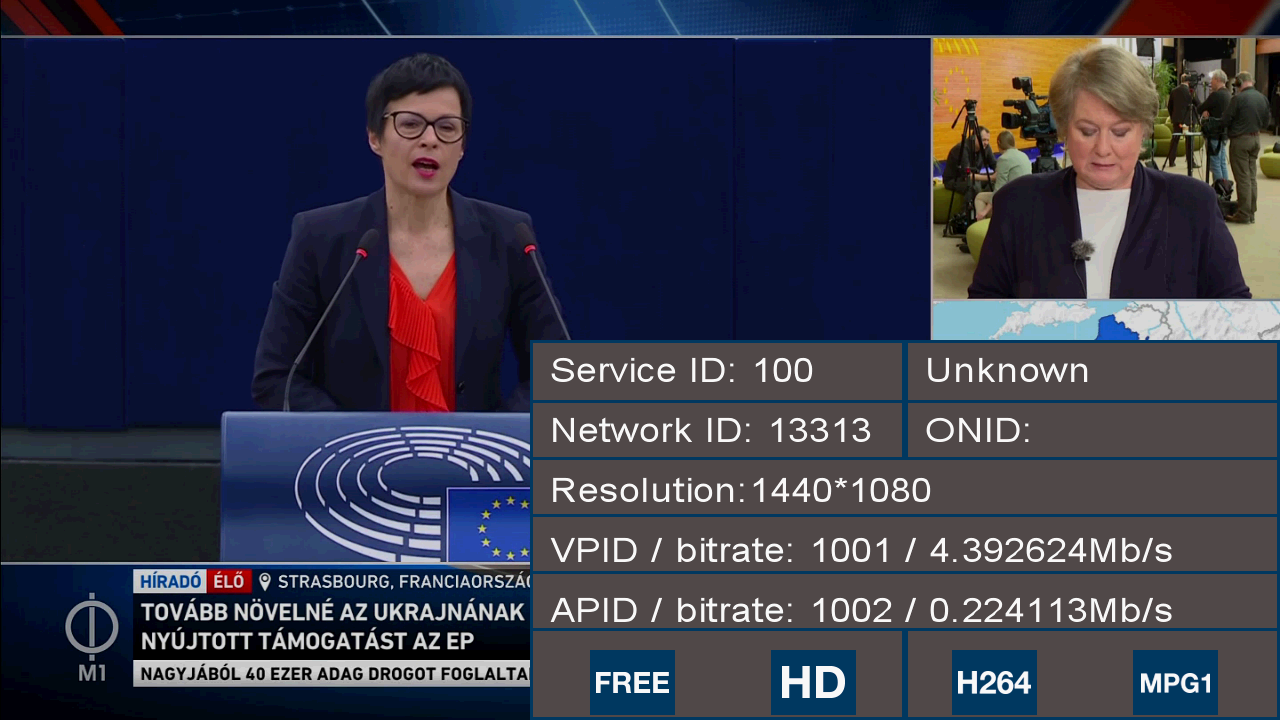 Service ID: 100
Unknown
Network ID: 13313
ONID:
Resolution:1440*1080
VPID / bitrate: 1001 / 4.392624Mb/s
APID / bitrate: 1002 / 0.224113Mb/s
FREE
HD
H264
MPG1
HÍRADÓ ÉLŐ STRASBOURG, FRANCIAORSZÁG
TOVÁBB NÖVELNÉ AZ UKRAJNÁNAK
NYÚJTOTT TÁMOGATÁST AZ EP
M1
NAGYJÁBÓL 40 EZER ADAG DROGOT